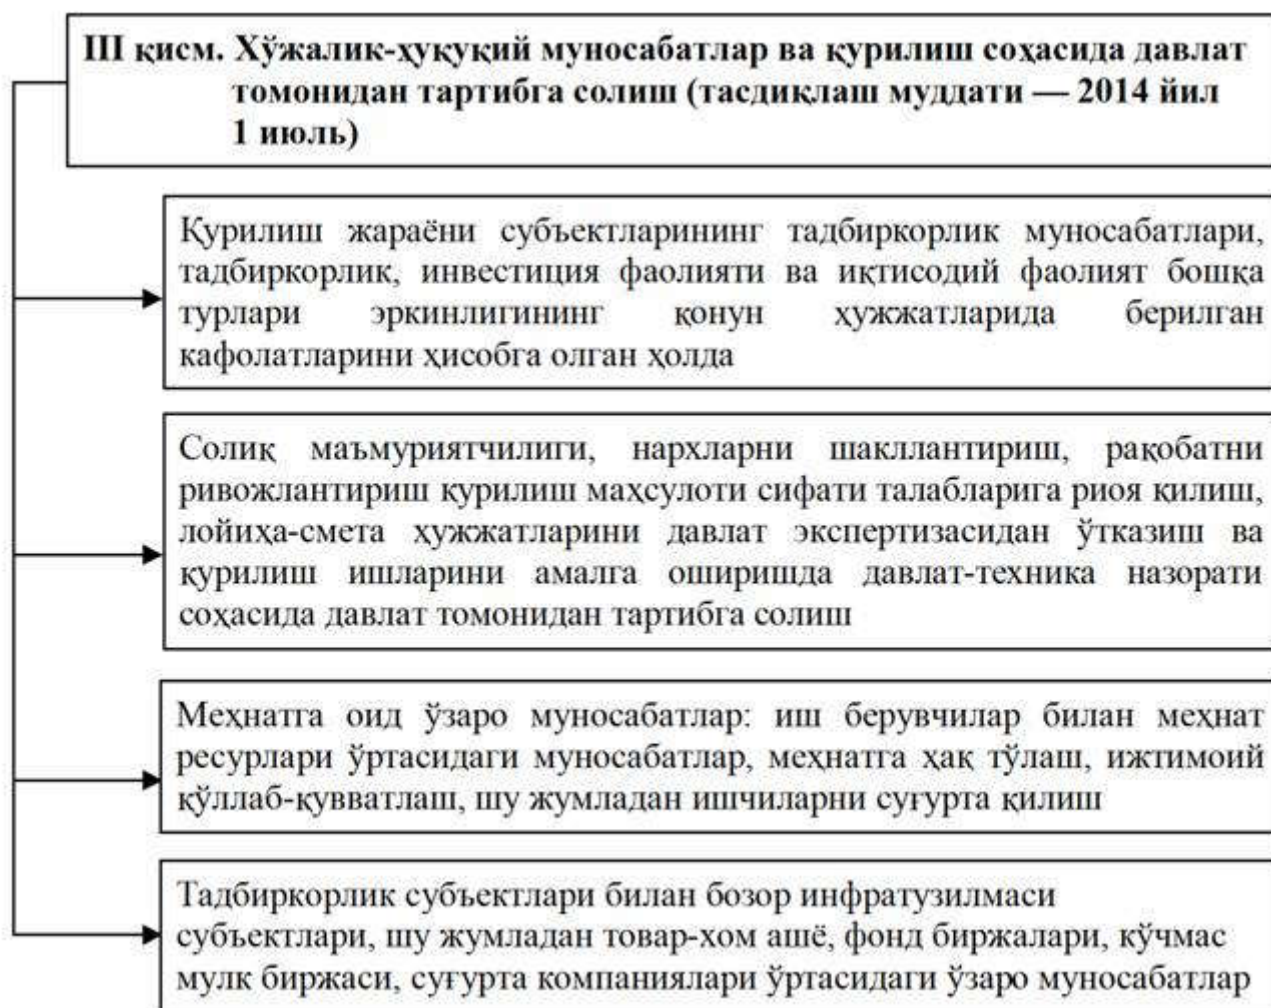 III қисм. Хўжалик-ҳуқуқий муносабатлар ва қурилиш соҳасида давлат
томонидан тартибга солиш (тасдиқлаш муддати — 2014 йил
1 июль)
Қурилиш жараёни субъектларининг тадбиркорлик муносабатлари,
тадбиркорлик, инвестиция фаолияти ва иқтисодий фаолият бошқа
турлари эркинлигининг қонун ҳужжатларида берилган
кафолатларини ҳисобга олган ҳолда
Солиқ маъмуриятчилиги, нархларни шакллантириш, рақобатни
ривожлантириш қурилиш маҳсулоти сифати талабларига риоя қилиш,
лойиҳа-смета ҳужжатларини давлат экспертизасидан ўтказиш ва
қурилиш ишларини амалга оширишда давлат-техника назорати
соҳасида давлат томонидан тартибга солиш
Меҳнатга оид ўзаро муносабатлар: иш берувчилар билан меҳнат
ресурлари ўртасидаги муносабатлар, меҳнатга ҳақ тўлаш, ижтимоий
қўллаб-қувватлаш, шу жумладан ишчиларни суғурта қилиш
Тадбиркорлик субъектлари билан бозор инфратузилмаси
субъектлари, шу жумладан товар-хом ашё, фонд биржалари, кўчмас
мулк биржаси, суғурта компаниялари ўртасидаги ўзаро муносабатлар